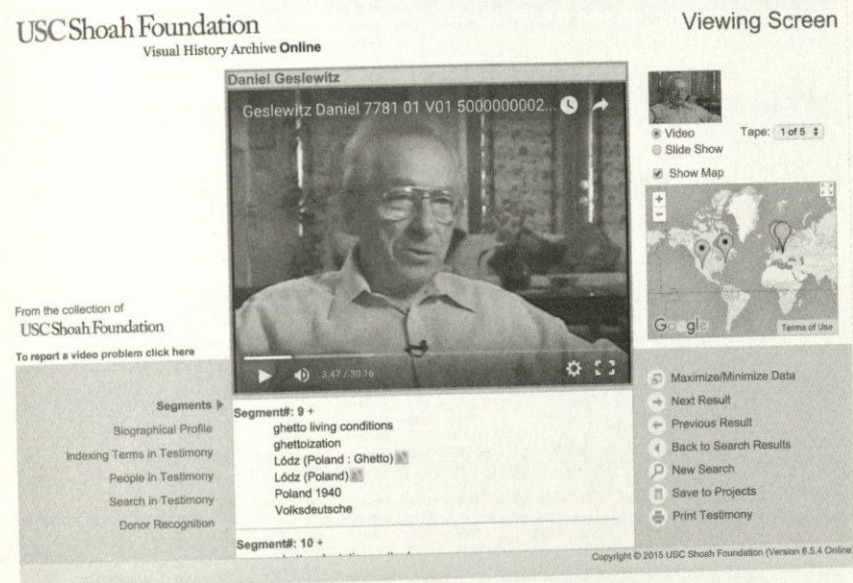 USC Shoah Foundation
Visual History Archive Online
Viewing Screen
Daniel Geslewitz
Geslewitz Daniel 7781 01 V01 5000000002...
3:47 / 30:16
Video
Tape: 1 of 5
Slide Show
Show Map
+
-
Google
Terms of Use
From the collection of
USC Shoah Foundation
To report a video problem click here
Segments
Biographical Profile
Indexing Terms in Testimony
People in Testimony
Search in Testimony
Donor Recognition
Segment#: 9 +
ghetto living conditions
ghettoization
Lódz (Poland : Ghetto)
Lódz (Poland)
Poland 1940
Volksdeutsche
Segment#: 10 +
Maximize/Minimize Data
Next Result
Previous Result
Back to Search Results
New Search
Save to Projects
Print Testimony
Copyright © 2015 USC Shoah Foundation (Version 6.5.4 Online)